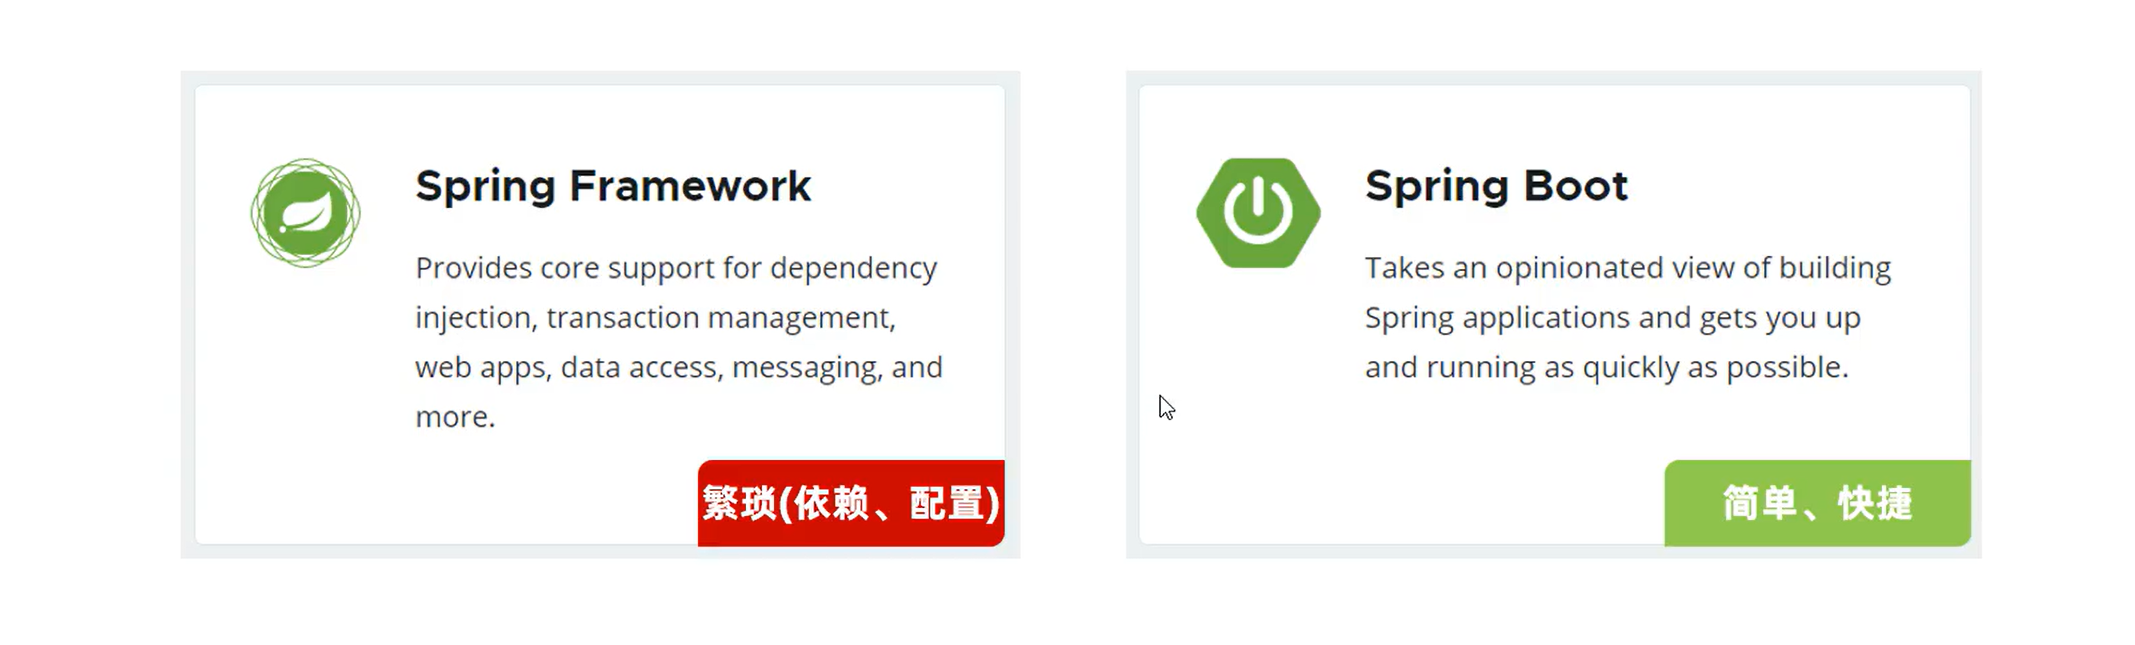 Spring Framework
Provides core support for dependency
injection, transaction management,
web apps, data access, messaging, and
more.
繁琐(依赖、配置)
Spring Boot
Takes an opinionated view of building
Spring applications and gets you up
and running as quickly as possible.
简单、快捷